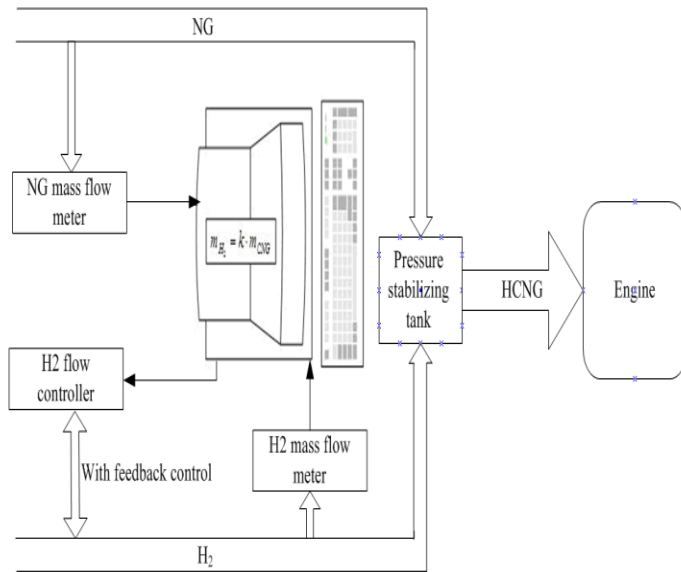 NG
NG mass flow
meter
m_{H_2} = k · m_{CNG}
Pressure
stabilizing
tank
HCNG
Engine
H2 flow
controller
With feedback control
H2 mass flow
meter
H₂